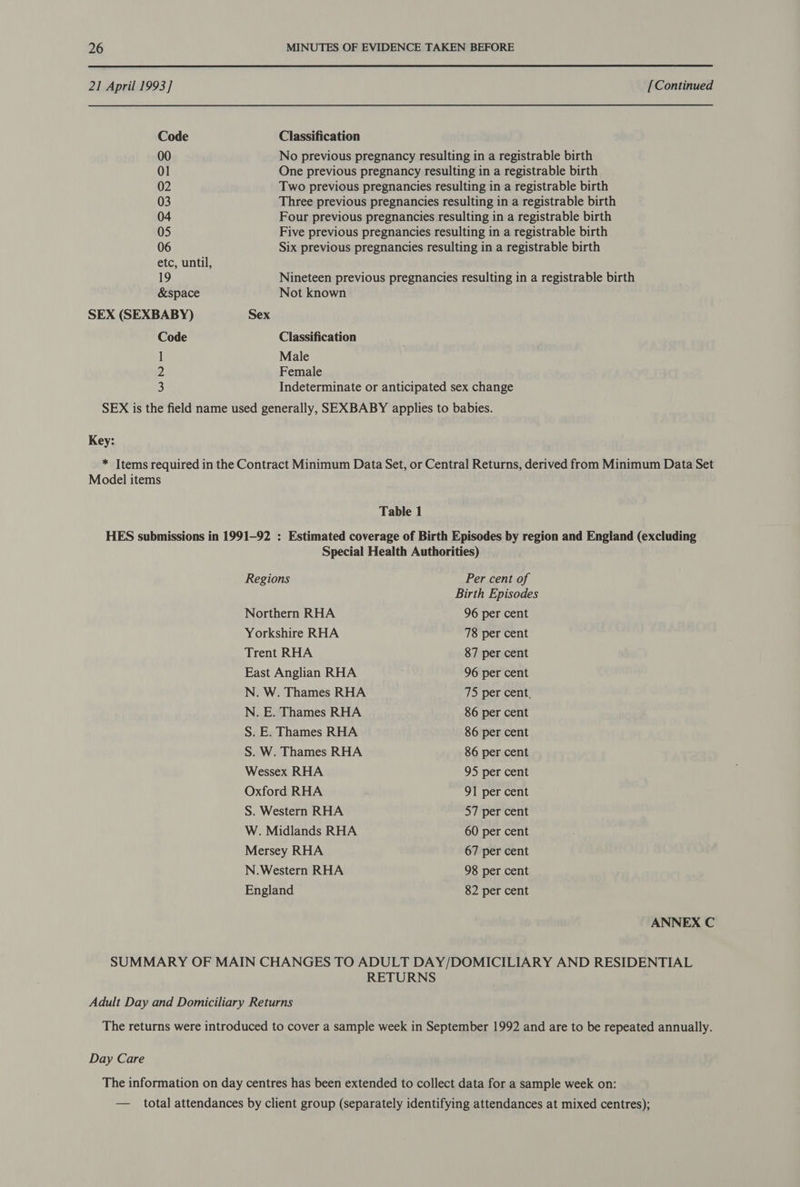 26 MINUTES OF EVIDENCE TAKEN BEFORE
21 April 1993] [Continued
Code Classification
00 No previous pregnancy resulting in a registrable birth
01 One previous pregnancy resulting in a registrable birth
02 Two previous pregnancies resulting in a registrable birth
03 Three previous pregnancies resulting in a registrable birth
04 Four previous pregnancies resulting in a registrable birth
05 Five previous pregnancies resulting in a registrable birth
06 Six previous pregnancies resulting in a registrable birth
etc, until,
19 Nineteen previous pregnancies resulting in a registrable birth
&space Not known
SEX (SEXBABY) Sex
Code Classification
1 Male
2 Female
3 Indeterminate or anticipated sex change
SEX is the field name used generally, SEXBABY applies to babies.
Key:
* Items required in the Contract Minimum Data Set, or Central Returns, derived from Minimum Data Set
Model items
Table 1
HES submissions in 1991–92 : Estimated coverage of Birth Episodes by region and England (excluding
Special Health Authorities)
Regions Per cent of
Birth Episodes
Northern RHA 96 per cent
Yorkshire RHA 78 per cent
Trent RHA 87 per cent
East Anglian RHA 96 per cent
N. W. Thames RHA 75 per cent
N. E. Thames RHA 86 per cent
S. E. Thames RHA 86 per cent
S. W. Thames RHA 86 per cent
Wessex RHA 95 per cent
Oxford RHA 91 per cent
S. Western RHA 57 per cent
W. Midlands RHA 60 per cent
Mersey RHA 67 per cent
N.Western RHA 98 per cent
England 82 per cent
ANNEX C
SUMMARY OF MAIN CHANGES TO ADULT DAY/DOMICILIARY AND RESIDENTIAL
RETURNS
Adult Day and Domiciliary Returns
The returns were introduced to cover a sample week in September 1992 and are to be repeated annually.
Day Care
The information on day centres has been extended to collect data for a sample week on:
— total attendances by client group (separately identifying attendances at mixed centres);